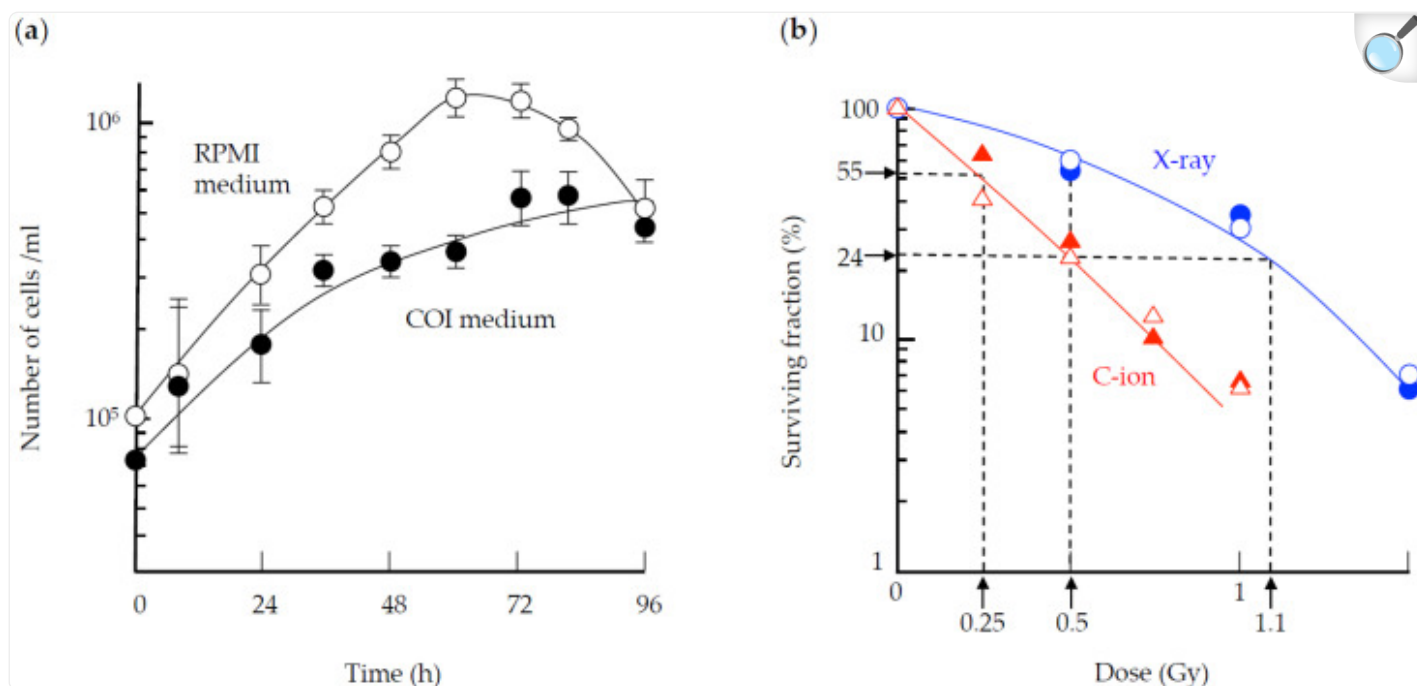 (a)
10⁶
RPMI
medium
COI medium
10⁵
Number of cells /ml
0 24 48 72 96
Time (h)
(b)
100
X-ray
55
24
10
C-ion
1
Surviving fraction (%)
0 1
0.25 0.5 1.1
Dose (Gy)